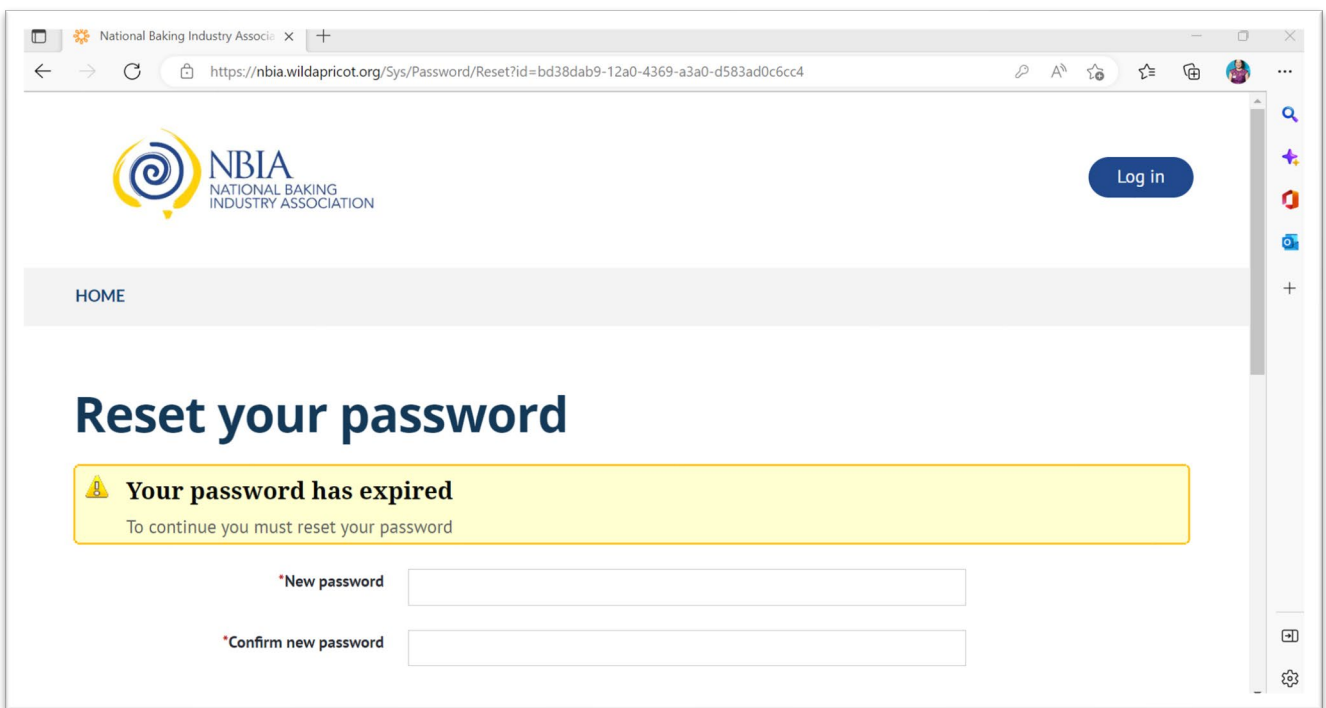 National Baking Industry Associa
https://nbia.wildapricot.org/Sys/Password/Reset?id=bd38dab9-12a0-4369-a3a0-d583ad0c6cc4
NBIA
NATIONAL BAKING
INDUSTRY ASSOCIATION
Log in
HOME
Reset your password
Your password has expired
To continue you must reset your password
*New password
*Confirm new password